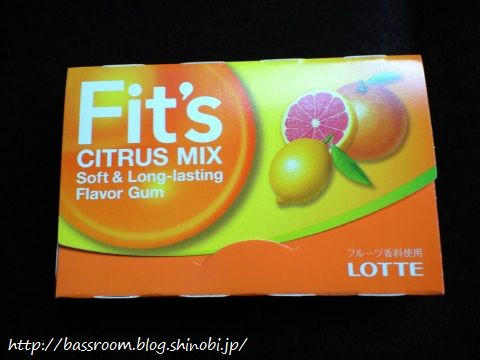 Fit's
CITRUS MIX
Soft & Long-lasting
Flavor Gum
フルーツ香料使用
LOTTE
http://bassroom.blog.shinobi.jp/